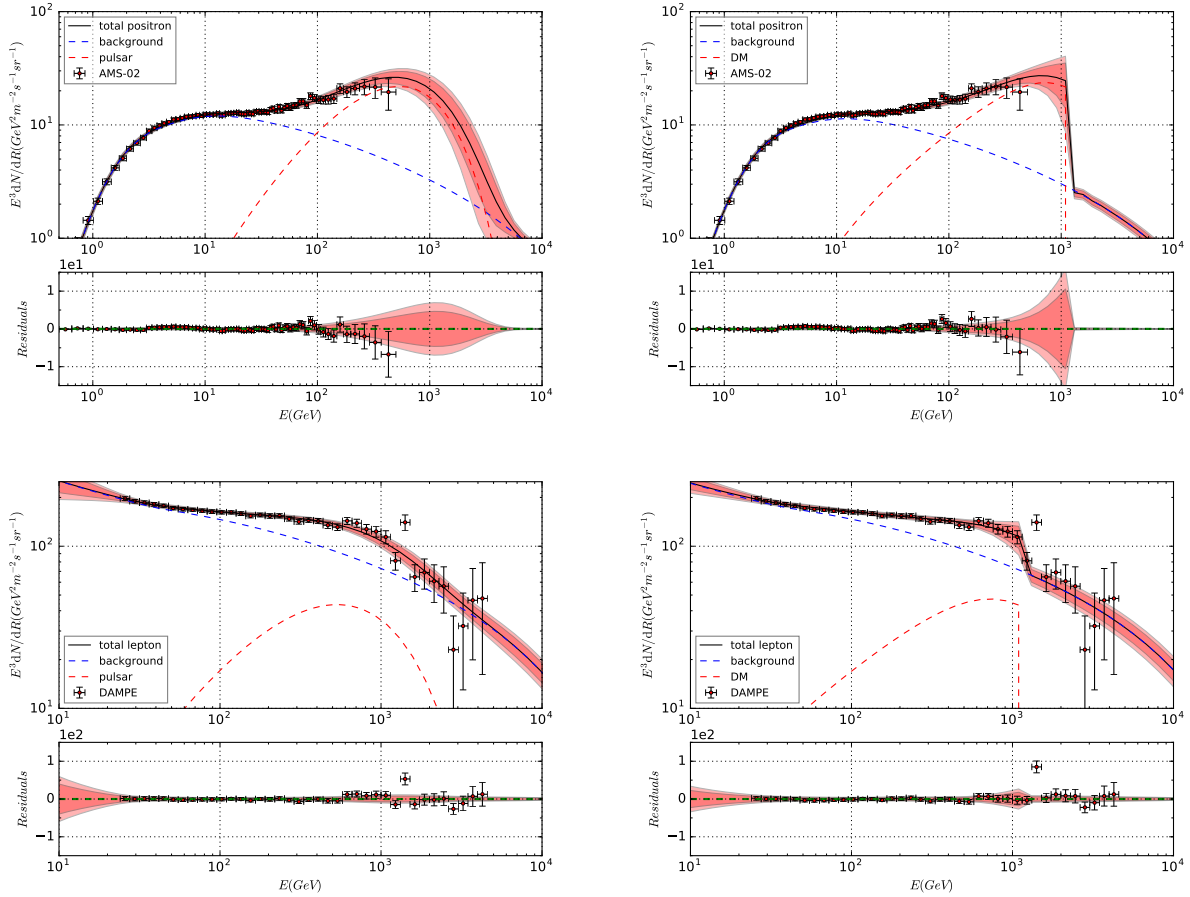 10²
total positron
background
pulsar
AMS-02
E³dN/dR(GeV²m⁻²s⁻¹sr⁻¹)
10¹
10⁰
10⁰ 10¹ 10² 10³ 10⁴
1e1
1
0
−1
Residuals
10⁰ 10¹ 10² 10³ 10⁴
E(GeV)
10²
total positron
background
DM
AMS-02
E³dN/dR(GeV²m⁻²s⁻¹sr⁻¹)
10¹
10⁰
10⁰ 10¹ 10² 10³ 10⁴
1e1
1
0
−1
Residuals
10⁰ 10¹ 10² 10³ 10⁴
E(GeV)
E³dN/dR(GeV²m⁻²s⁻¹sr⁻¹)
10²
total lepton
background
pulsar
DAMPE
10¹
10¹ 10² 10³ 10⁴
1e2
1
0
−1
Residuals
10¹ 10² 10³ 10⁴
E(GeV)
E³dN/dR(GeV²m⁻²s⁻¹sr⁻¹)
10²
total lepton
background
DM
DAMPE
10¹
10¹ 10² 10³ 10⁴
1e2
1
0
−1
Residuals
10¹ 10² 10³ 10⁴
E(GeV)